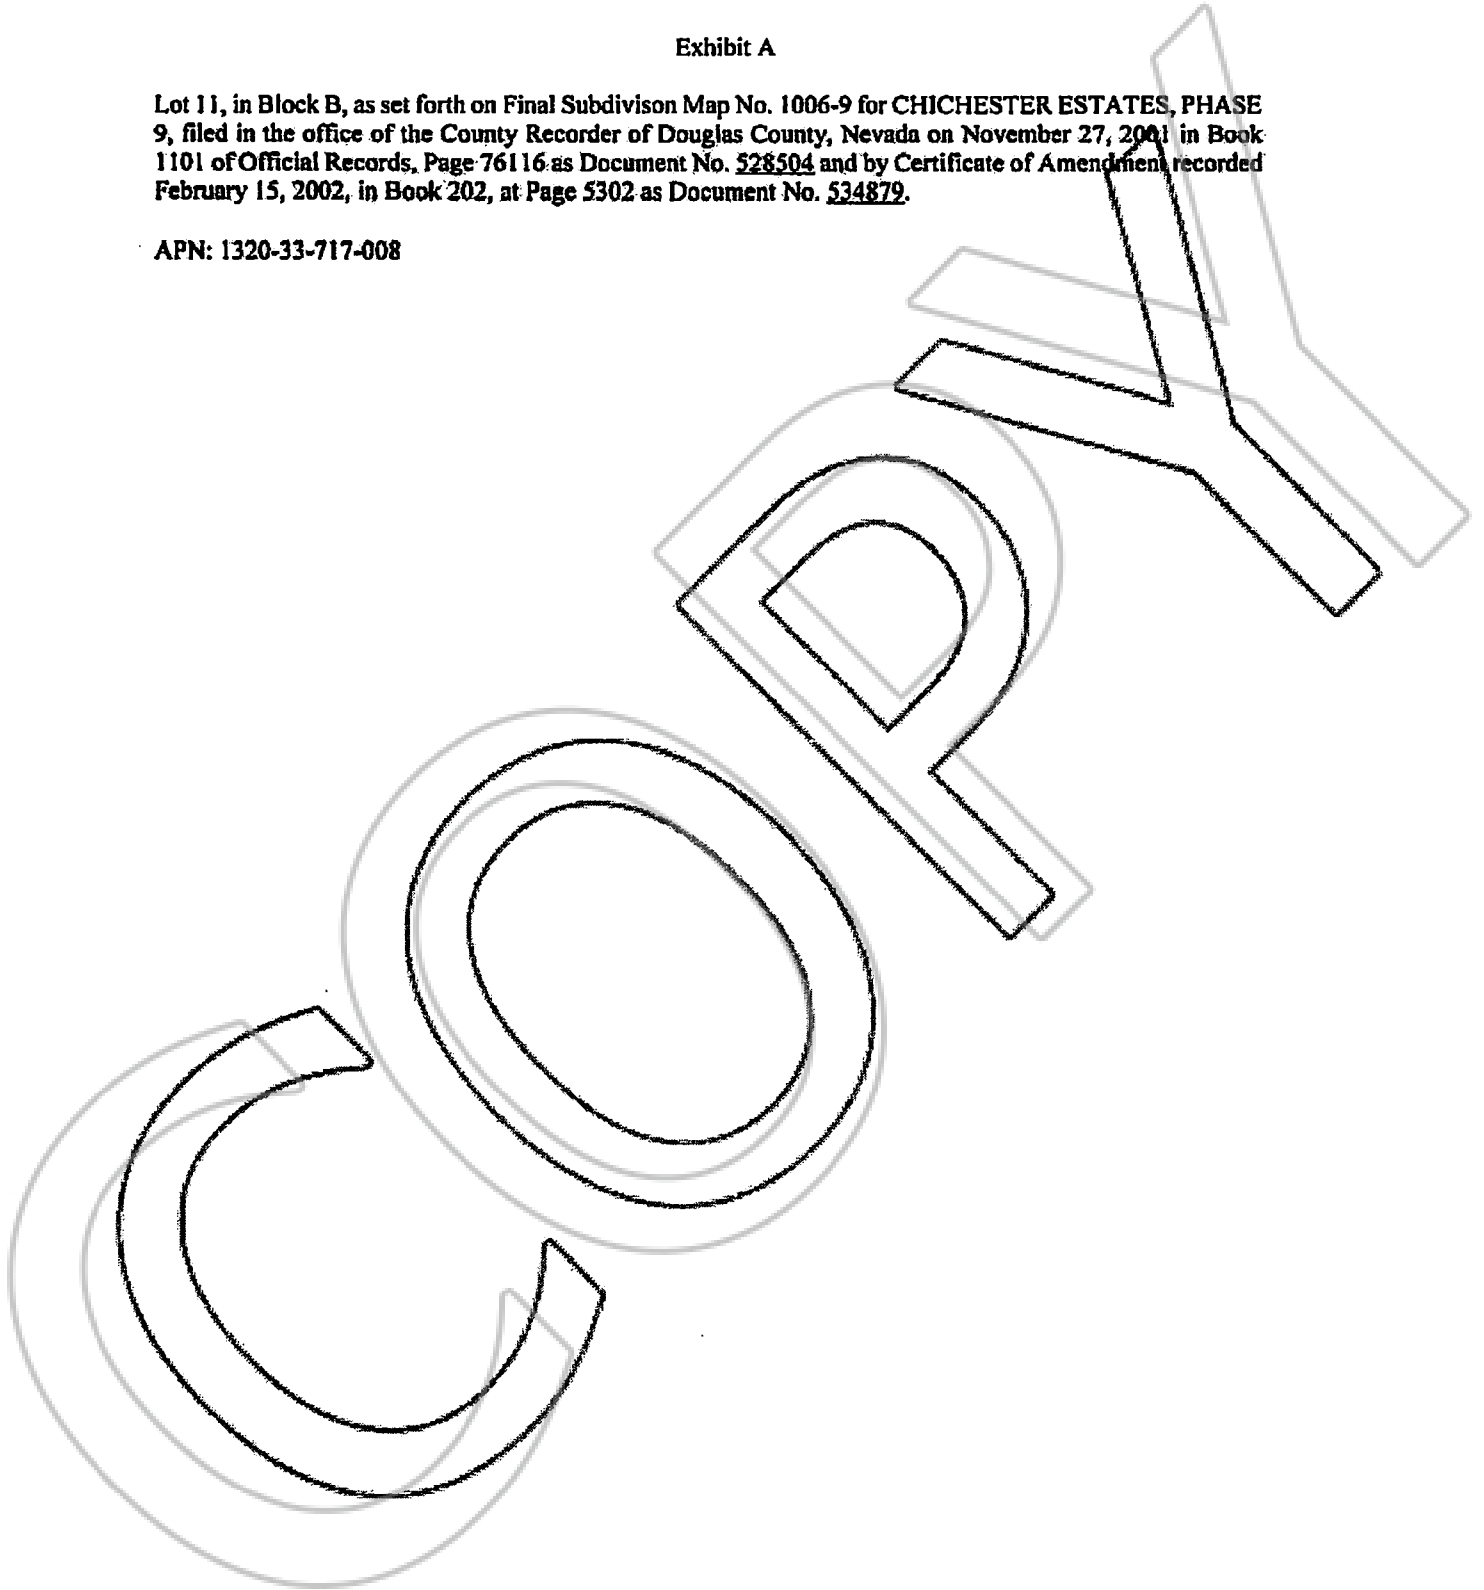 Exhibit A
Lot 11, in Block B, as set forth on Final Subdivison Map No. 1006-9 for CHICHESTER ESTATES, PHASE
9, filed in the office of the County Recorder of Douglas County, Nevada on November 27, 2001 in Book
1101 of Official Records, Page 76116 as Document No. 528504 and by Certificate of Amendment recorded
February 15, 2002, in Book 202, at Page 5302 as Document No. 534879.
APN: 1320-33-717-008
COPY
COPY